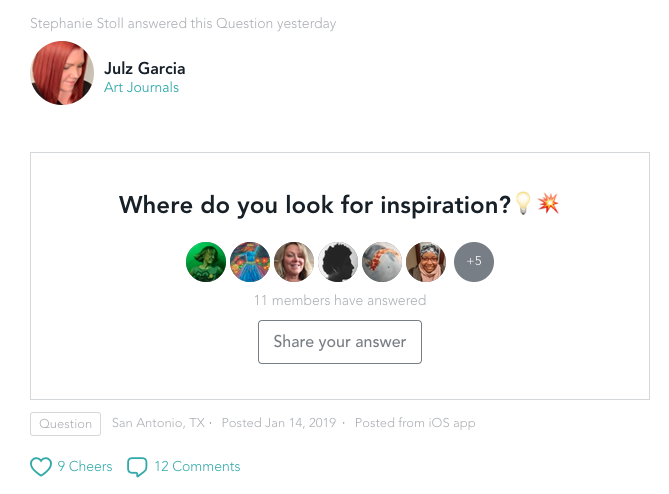 Stephanie Stoll answered this Question yesterday
Julz Garcia
Art Journals
Where do you look for inspiration?💡💥
+5
11 members have answered
Share your answer
Question San Antonio, TX · Posted Jan 14, 2019 · Posted from iOS app
9 Cheers 12 Comments